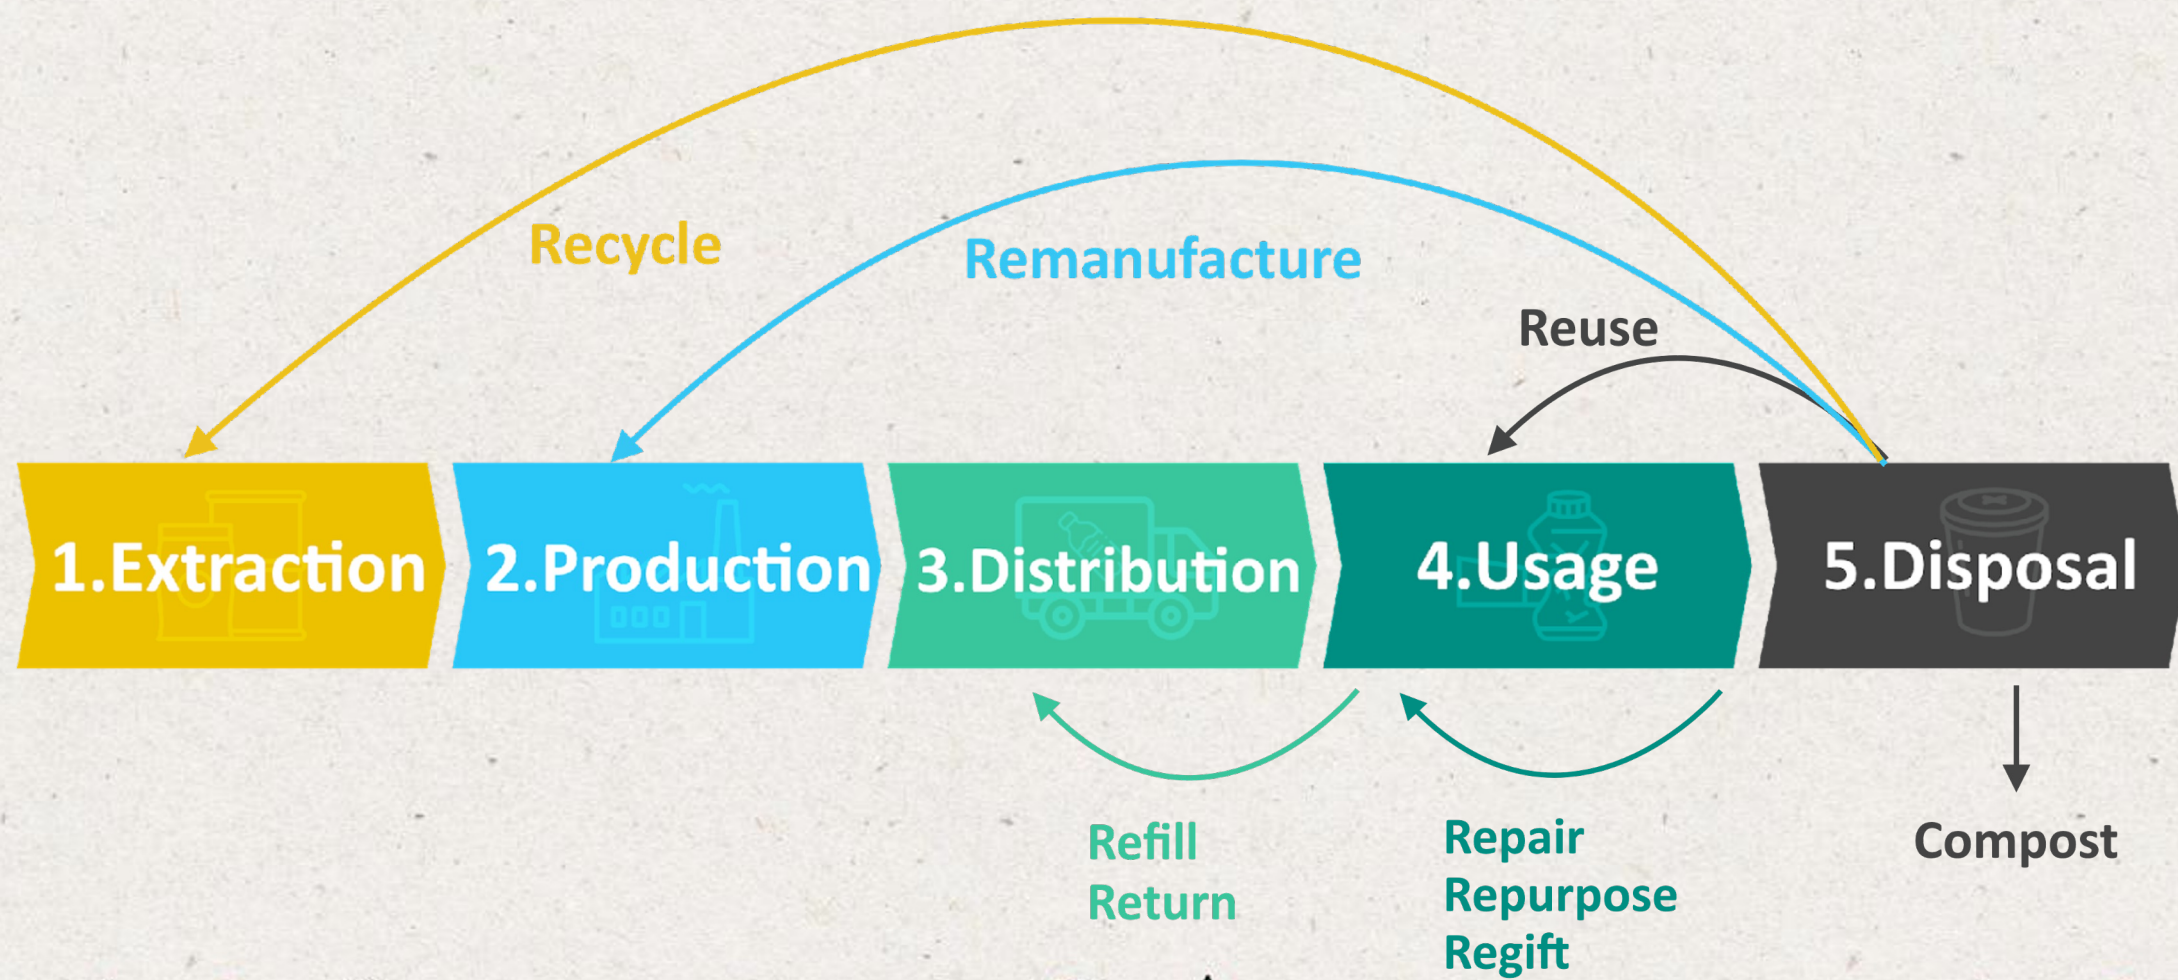 Recycle
Remanufacture
Reuse
1.Extraction
2.Production
3.Distribution
4.Usage
5.Disposal
Refill
Return
Repair
Repurpose
Regift
Compost